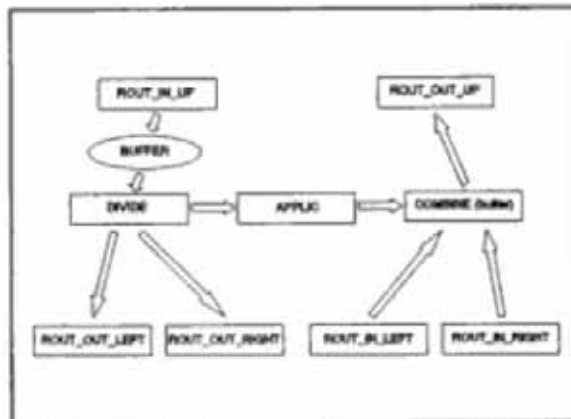 ROUT_IN_UP
ROUT_OUT_UP
BUFFER
DIVIDE
APPLIC
COMBINE (buffer)
ROUT_OUT_LEFT
ROUT_OUT_RIGHT
ROUT_IN_LEFT
ROUT_IN_RIGHT